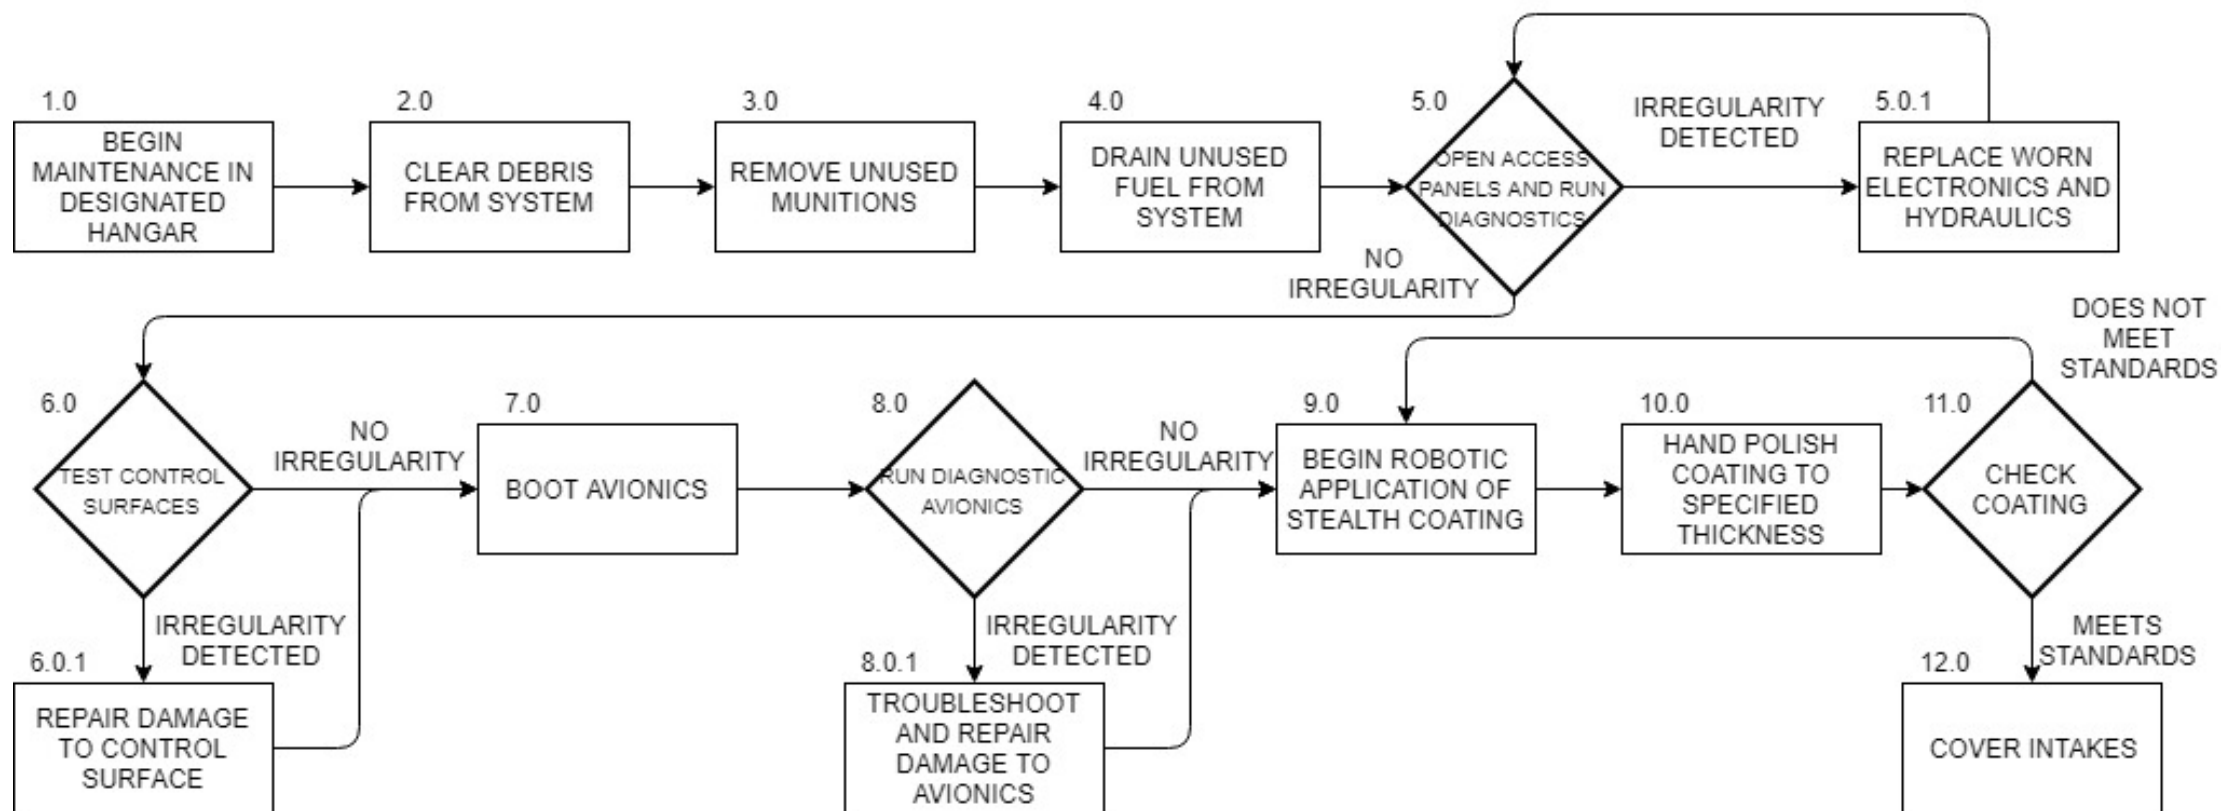 1.0
BEGIN
MAINTENANCE IN
DESIGNATED
HANGAR
2.0
CLEAR DEBRIS
FROM SYSTEM
3.0
REMOVE UNUSED
MUNITIONS
4.0
DRAIN UNUSED
FUEL FROM
SYSTEM
5.0
OPEN ACCESS
PANELS AND RUN
DIAGNOSTICS
IRREGULARITY
DETECTED
5.0.1
REPLACE WORN
ELECTRONICS AND
HYDRAULICS
NO
IRREGULARITY
6.0
TEST CONTROL
SURFACES
NO
IRREGULARITY
IRREGULARITY
DETECTED
6.0.1
REPAIR DAMAGE
TO CONTROL
SURFACE
7.0
BOOT AVIONICS
8.0
RUN DIAGNOSTIC
AVIONICS
NO
IRREGULARITY
IRREGULARITY
DETECTED
8.0.1
TROUBLESHOOT
AND REPAIR
DAMAGE TO
AVIONICS
9.0
BEGIN ROBOTIC
APPLICATION OF
STEALTH COATING
10.0
HAND POLISH
COATING TO
SPECIFIED
THICKNESS
11.0
CHECK
COATING
DOES NOT
MEET
STANDARDS
MEETS
STANDARDS
12.0
COVER INTAKES